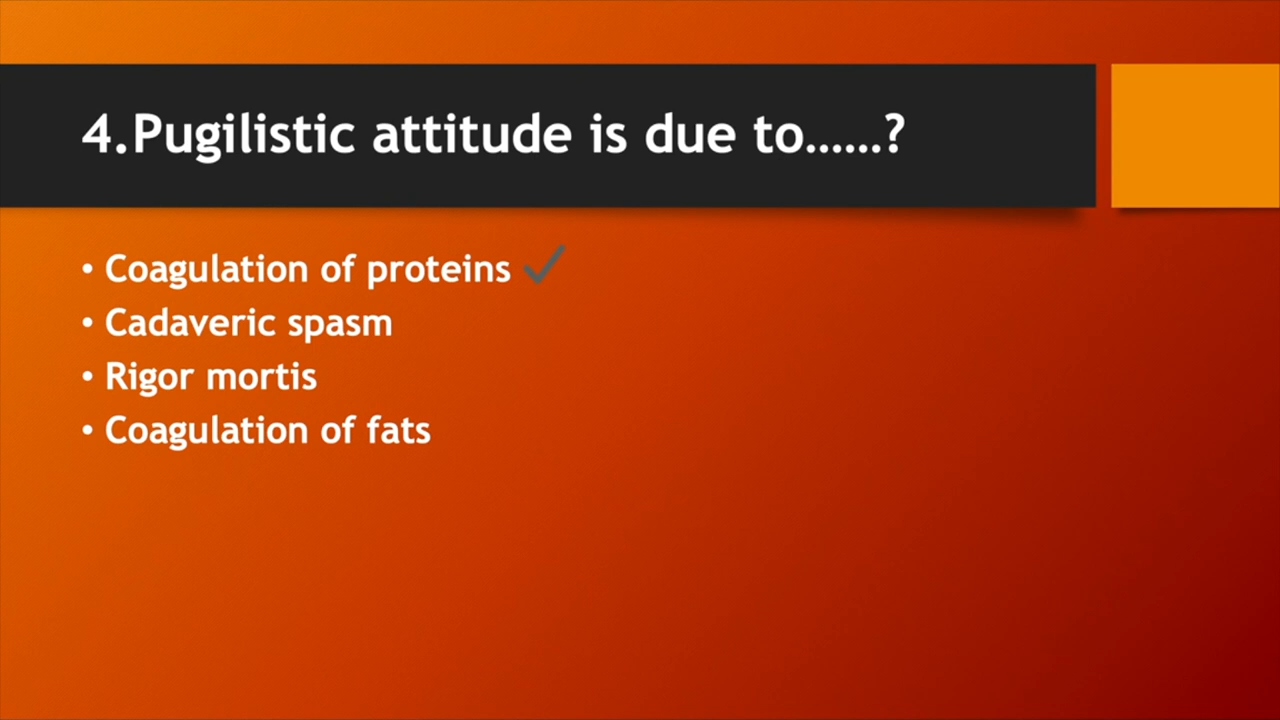 4.Pugilistic attitude is due to......?
• Coagulation of proteins ✓
• Cadaveric spasm
• Rigor mortis
• Coagulation of fats